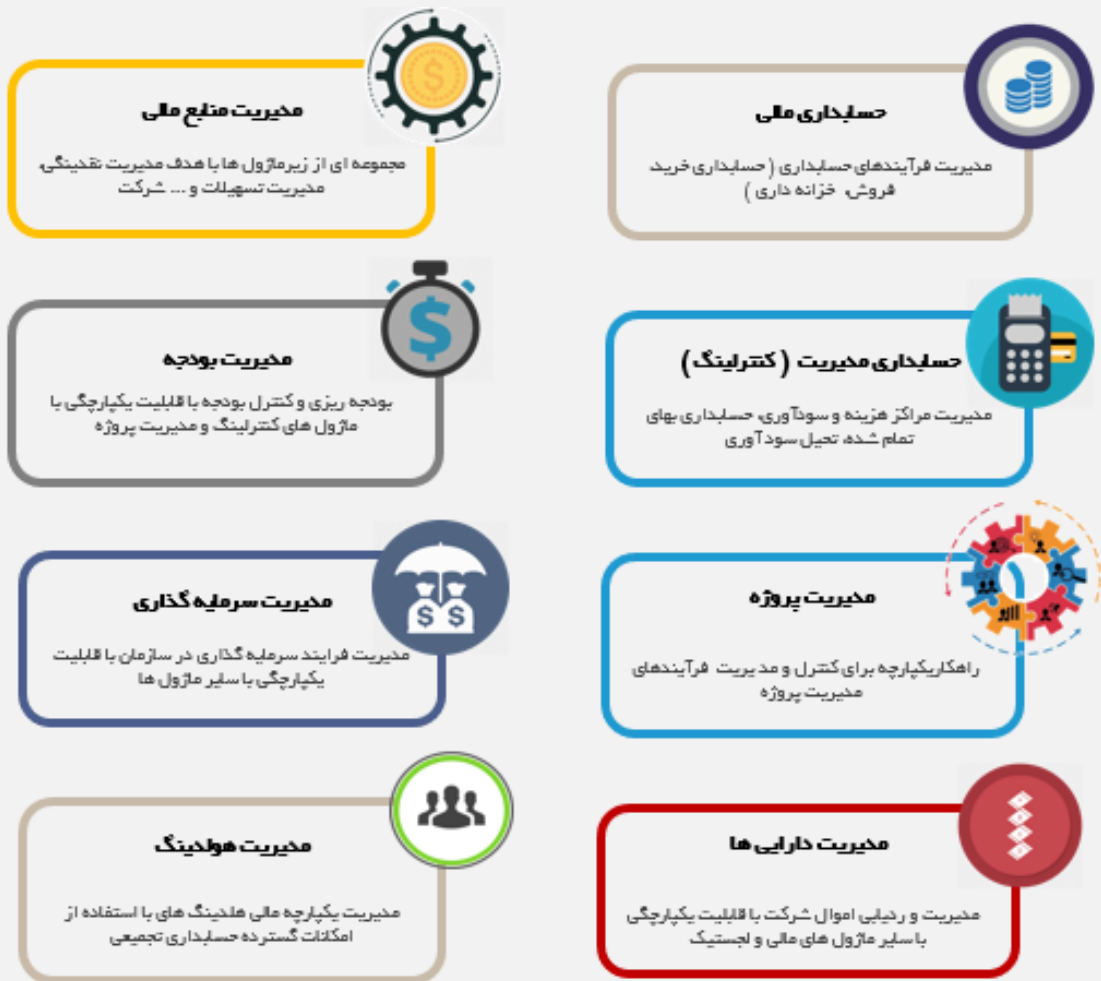 حسابداری مالی
مدیریت فرآیندهای حسابداری ( حسابداری خرید،
فروش، خزانه داری )
مدیریت منابع مالی
مجموعه ای از زیرماژول ها با هدف مدیریت نقدینگی،
مدیریت تسهیلات و ... شرکت
حسابداری مدیریت ( کنترلینگ )
مدیریت مراکز هزینه و سودآوری، حسابداری بهای
تمام شده، تحیل سودآوری
مدیریت بودجه
بودجه ریزی و کنترل بودجه با قابلیت یکپارچگی با
ماژول های کنترلینگ و مدیریت پروژه
مدیریت پروژه
راهکاریکپارچه برای کنترل و مدیریت فرآیندهای
مدیریت پروژه
مدیریت سرمایه گذاری
مدیریت فرایند سرمایه گذاری در سازمان با قابلیت
یکپارچگی با سایر ماژول ها
مدیریت دارایی ها
مدیریت و ردیابی اموال شرکت با قابلیت یکپارچگی
با سایر ماژول های مالی و لجستیک
مدیریت هولدینگ
مدیریت یکپارچه مالی هلدینگ های با استفاده از
امکانات گسترده حسابداری تجمیعی